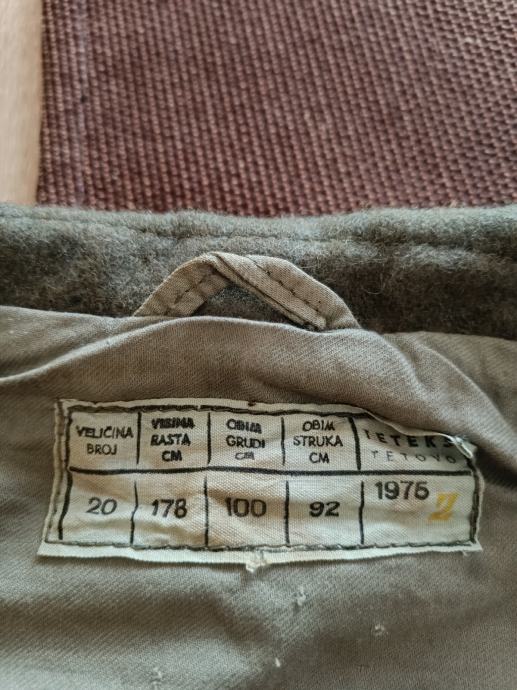 VELIČINA BROJ
VISINA RASTA CM
OBIM GRUDI CM
OBIM STRUKA CM
TETEKS TETOVO
20
178
100
92
1975 Z